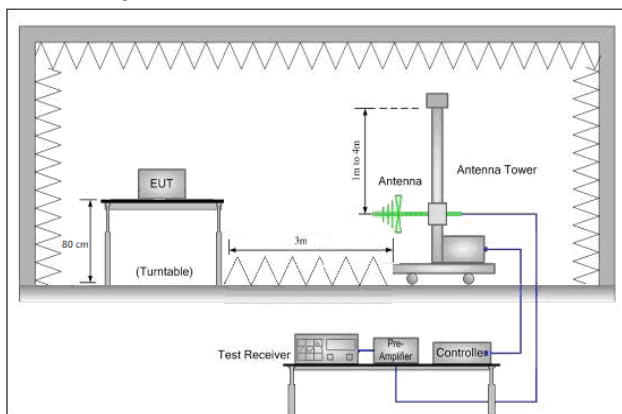 1m to 4m
Antenna Tower
Antenna
EUT
80 cm
3m
(Turntable)
Test Receiver
Pre-
Amplifier
Controlle